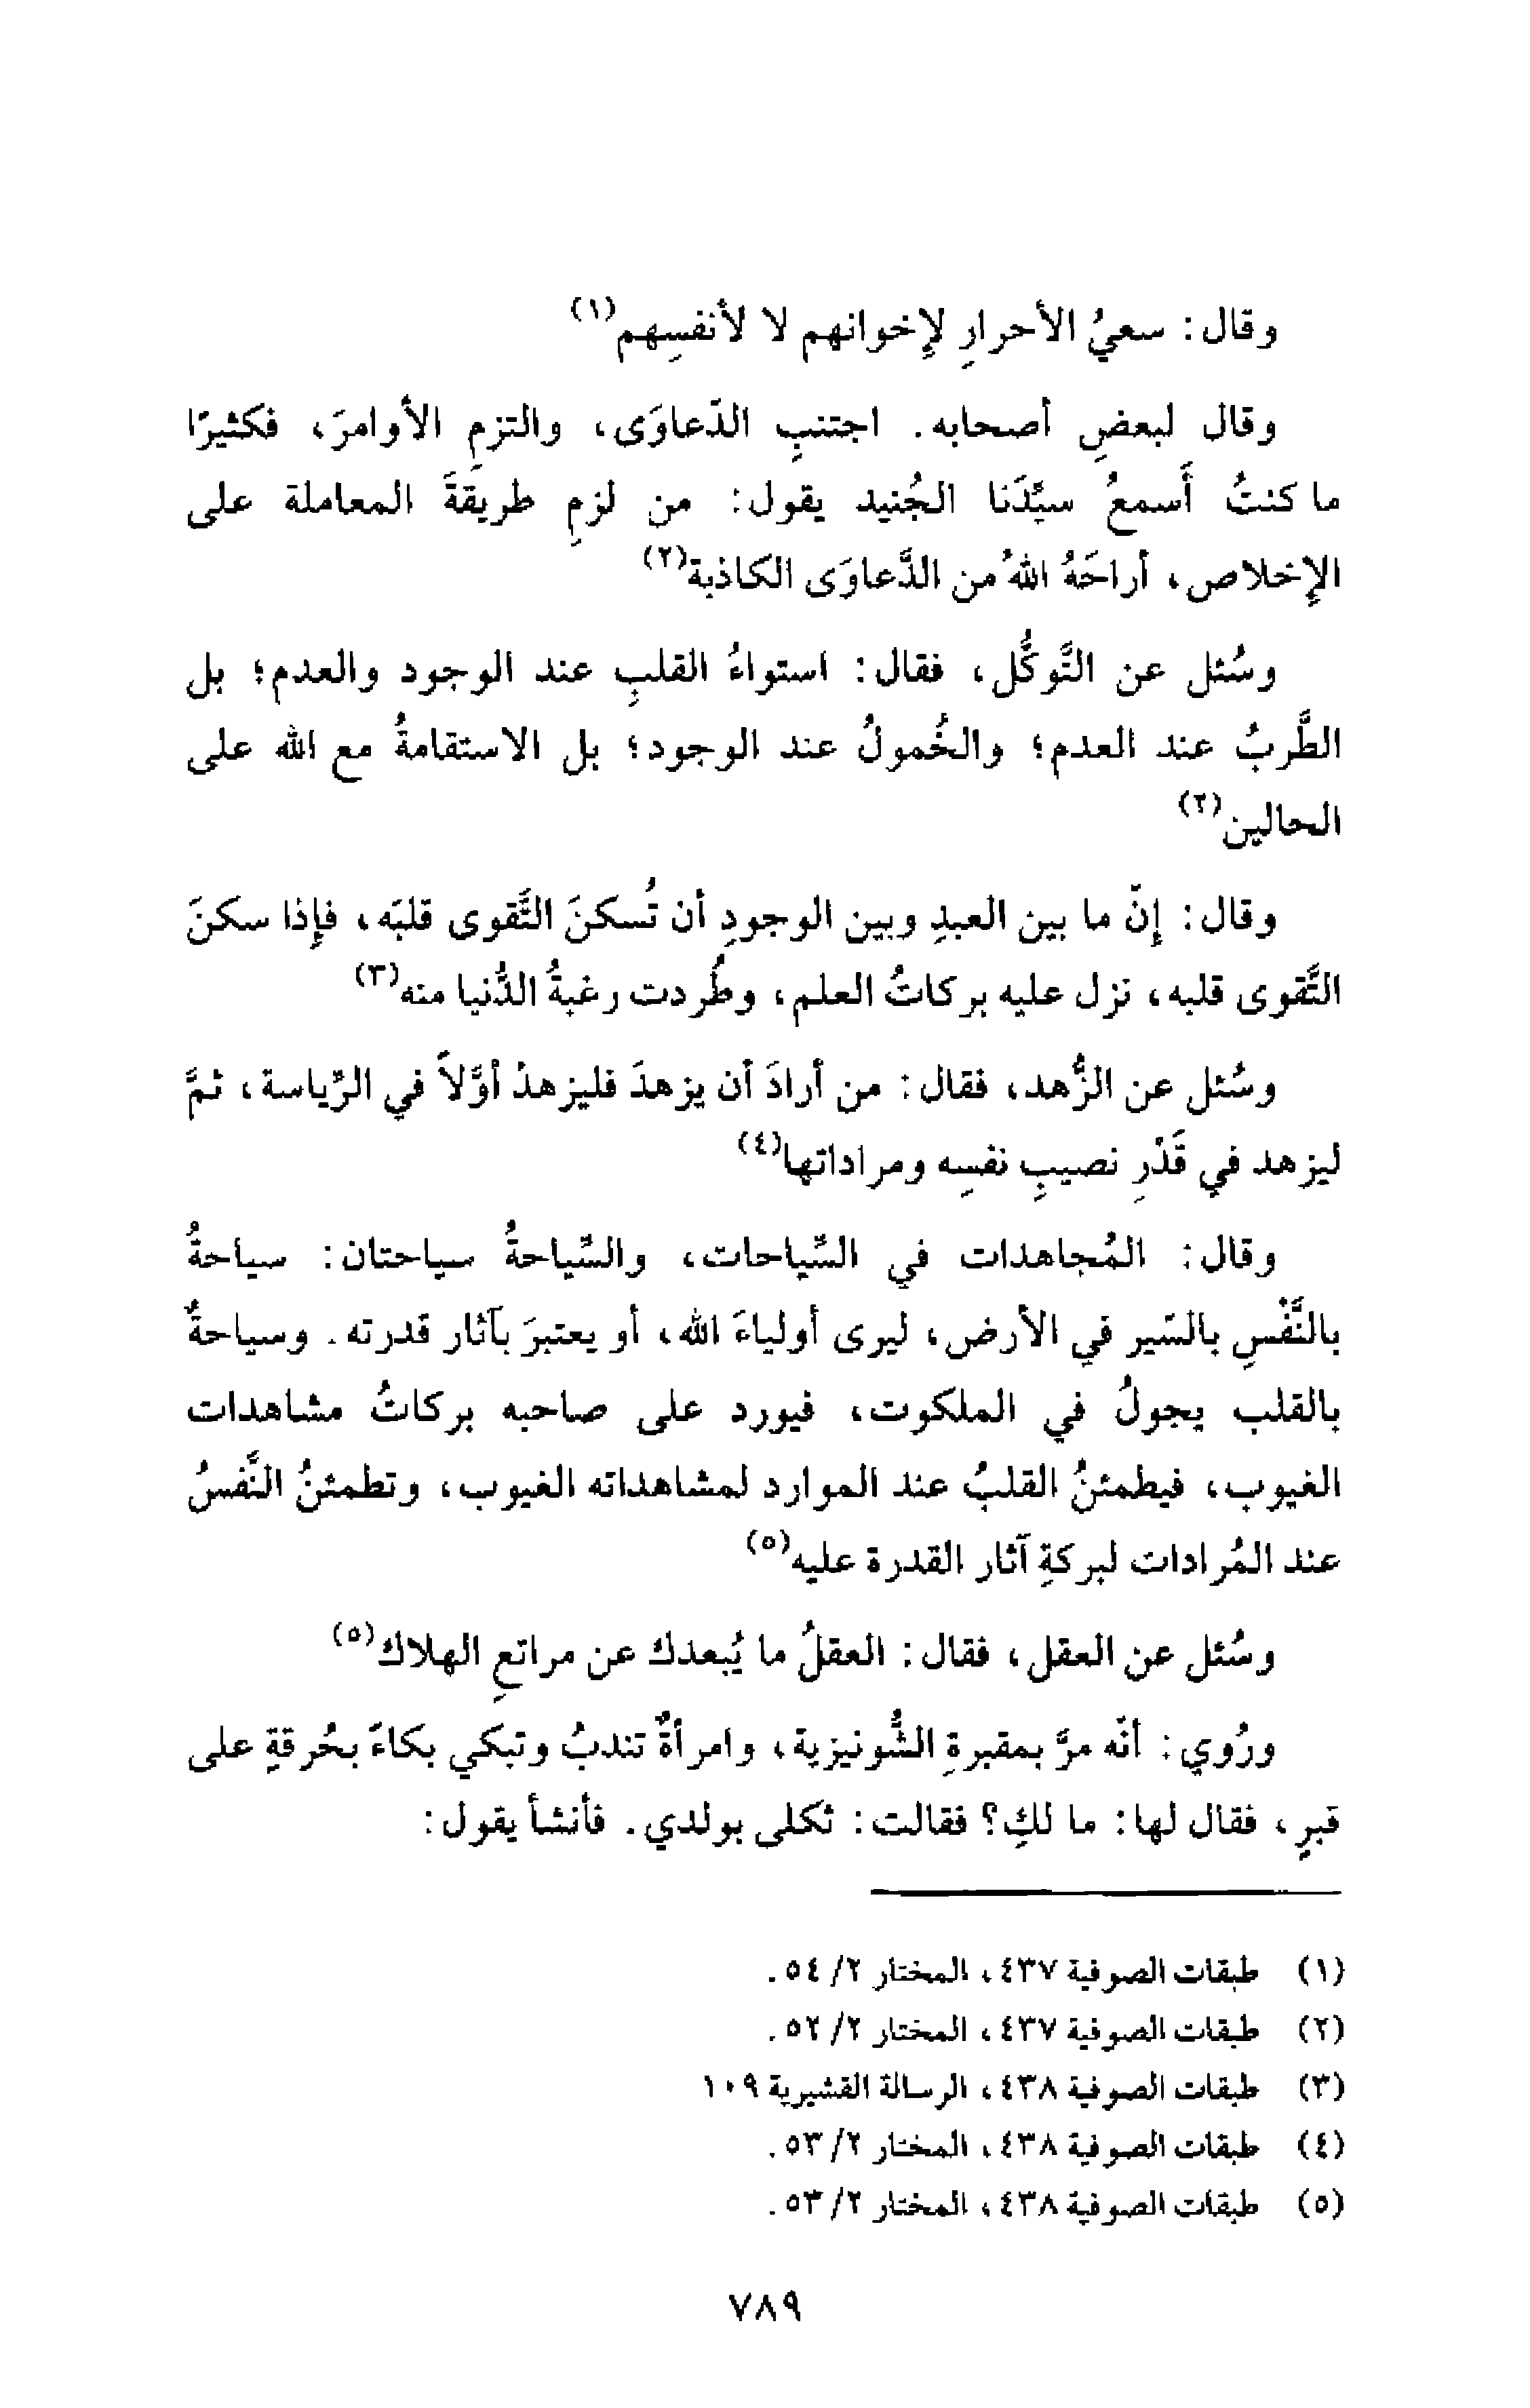 وقال: سعيُ الأحرارِ لإخوانهم لا لأنفسِهم(١)
وقال لبعضِ أصحابه. اجتنبِ الدّعاوَى، والتزمِ الأوامرَ، فكثيرًا
ما كنتُ أسمعُ سيِّدَنا الجُنيد يقول: من لزمِ طريقةَ المعاملة على
الإخلاص، أراحَهُ اللهُ من الدَّعاوَى الكاذبة(٢)
وسُئل عن التَّوكُّل، فقال: استواءُ القلبِ عند الوجود والعدم؛ بل
الطَّربُ عند العدم؛ والخُمولُ عند الوجود؛ بل الاستقامةُ مع الله على
الحالين(٢)
وقال: إنّ ما بين العبدِ وبين الوجودِ أن تُسكنَ التَّقوى قلبَه، فإذا سكنَ
التَّقوى قلبه، نزل عليه بركاتُ العلم، وطُردت رغبةُ الدُّنيا منه(٣)
وسُئل عن الزُّهد، فقال: من أرادَ أن يزهدَ فليزهدْ أوَّلاً في الرِّياسة، ثمَّ
ليزهد في قَدْرِ نصيبِ نفسِه ومراداتها(٤)
وقال: المُجاهدات في السِّياحات، والسِّياحةُ سياحتان: سياحةُ
بالنَّفْسِ بالسّير في الأرض، ليرى أولياءَ الله، أو يعتبرَ بآثار قدرته. وسياحةٌ
بالقلب يجولُ في الملكوت، فيورد على صاحبه بركاتُ مشاهدات
الغيوب، فيطمئنُ القلبُ عند الموارد لمشاهداته الغيوب، وتطمئنُ النَّفسُ
عند المُرادات لبركةِ آثار القدرة عليه(٥)
وسُئل عن العقل، فقال: العقلُ ما يُبعدك عن مراتعِ الهلاك(٥)
ورُوي: أنّه مرَّ بمقبرةِ الشُّونيزية، وامرأةٌ تندبُ وتبكي بكاءً بحُرقةٍ على
قبرٍ، فقال لها: ما لكِ؟ فقالت: ثكلى بولدي. فأنشأ يقول:
(١) طبقات الصوفية ٤٣٧، المختار ٢/ ٥٤.
(٢) طبقات الصوفية ٤٣٧، المختار ٢/ ٥٢.
(٣) طبقات الصوفية ٤٣٨، الرسالة القشيرية ١٠٩
(٤) طبقات الصوفية ٤٣٨، المختار ٢/ ٥٣.
(٥) طبقات الصوفية ٤٣٨، المختار ٢/ ٥٣.
٧٨٩